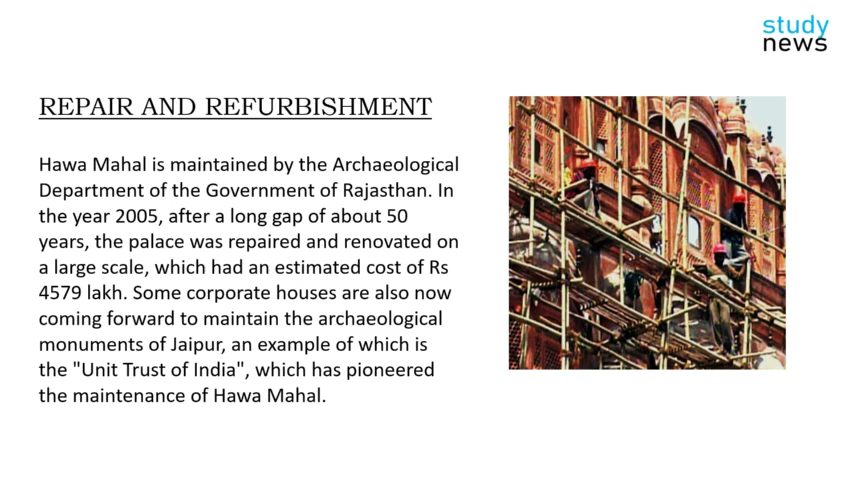 study
news
REPAIR AND REFURBISHMENT
Hawa Mahal is maintained by the Archaeological
Department of the Government of Rajasthan. In
the year 2005, after a long gap of about 50
years, the palace was repaired and renovated on
a large scale, which had an estimated cost of Rs
4579 lakh. Some corporate houses are also now
coming forward to maintain the archaeological
monuments of Jaipur, an example of which is
the "Unit Trust of India", which has pioneered
the maintenance of Hawa Mahal.